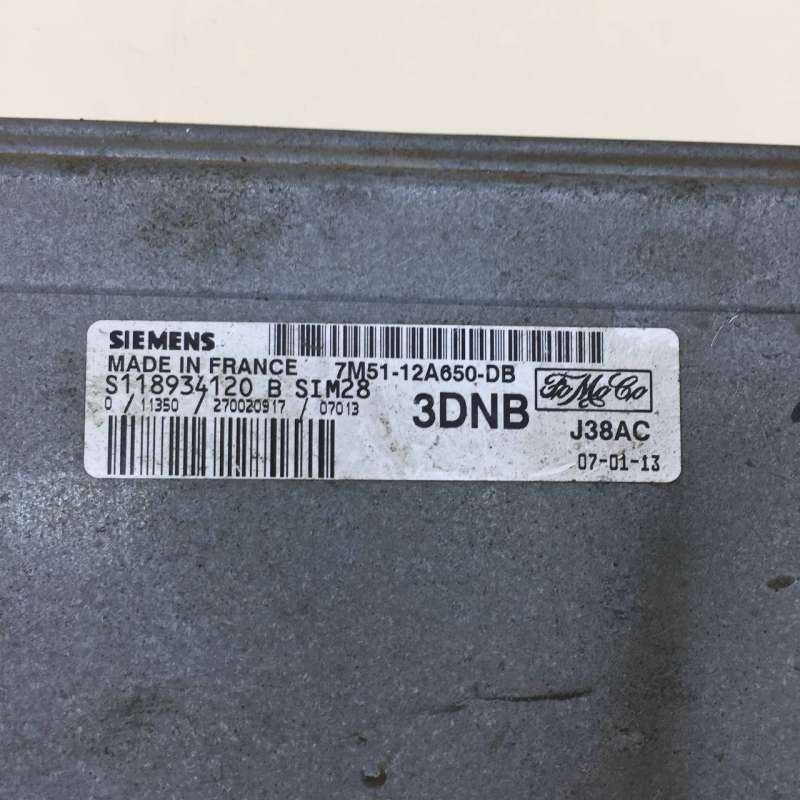 SIEMENS
MADE IN FRANCE 7M51-12A650-DB
S118934120 B SIM28
0 / 11350 / 270020917 / 07013
3DNB
FoMoCo
J38AC
07-01-13